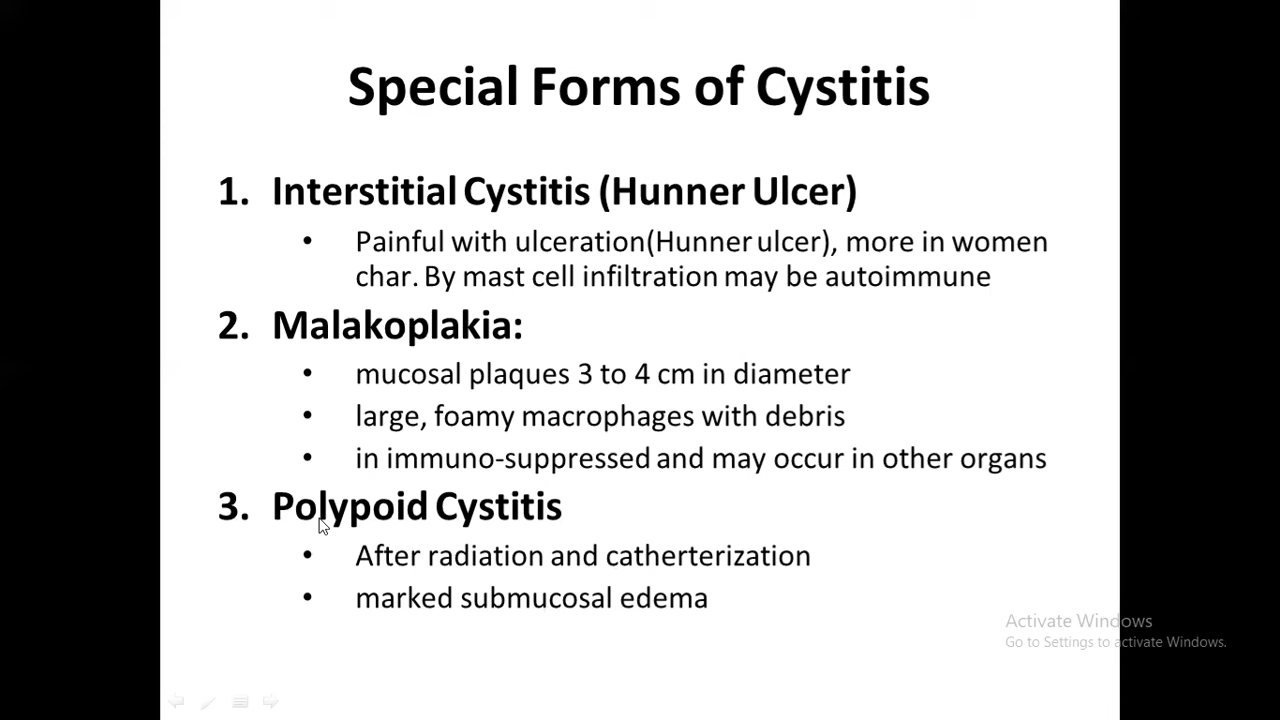 Special Forms of Cystitis
1. Interstitial Cystitis (Hunner Ulcer)
• Painful with ulceration(Hunner ulcer), more in women
char. By mast cell infiltration may be autoimmune
2. Malakoplakia:
• mucosal plaques 3 to 4 cm in diameter
• large, foamy macrophages with debris
• in immuno-suppressed and may occur in other organs
3. Polypoid Cystitis
• After radiation and catherterization
• marked submucosal edema
Activate Windows
Go to Settings to activate Windows.